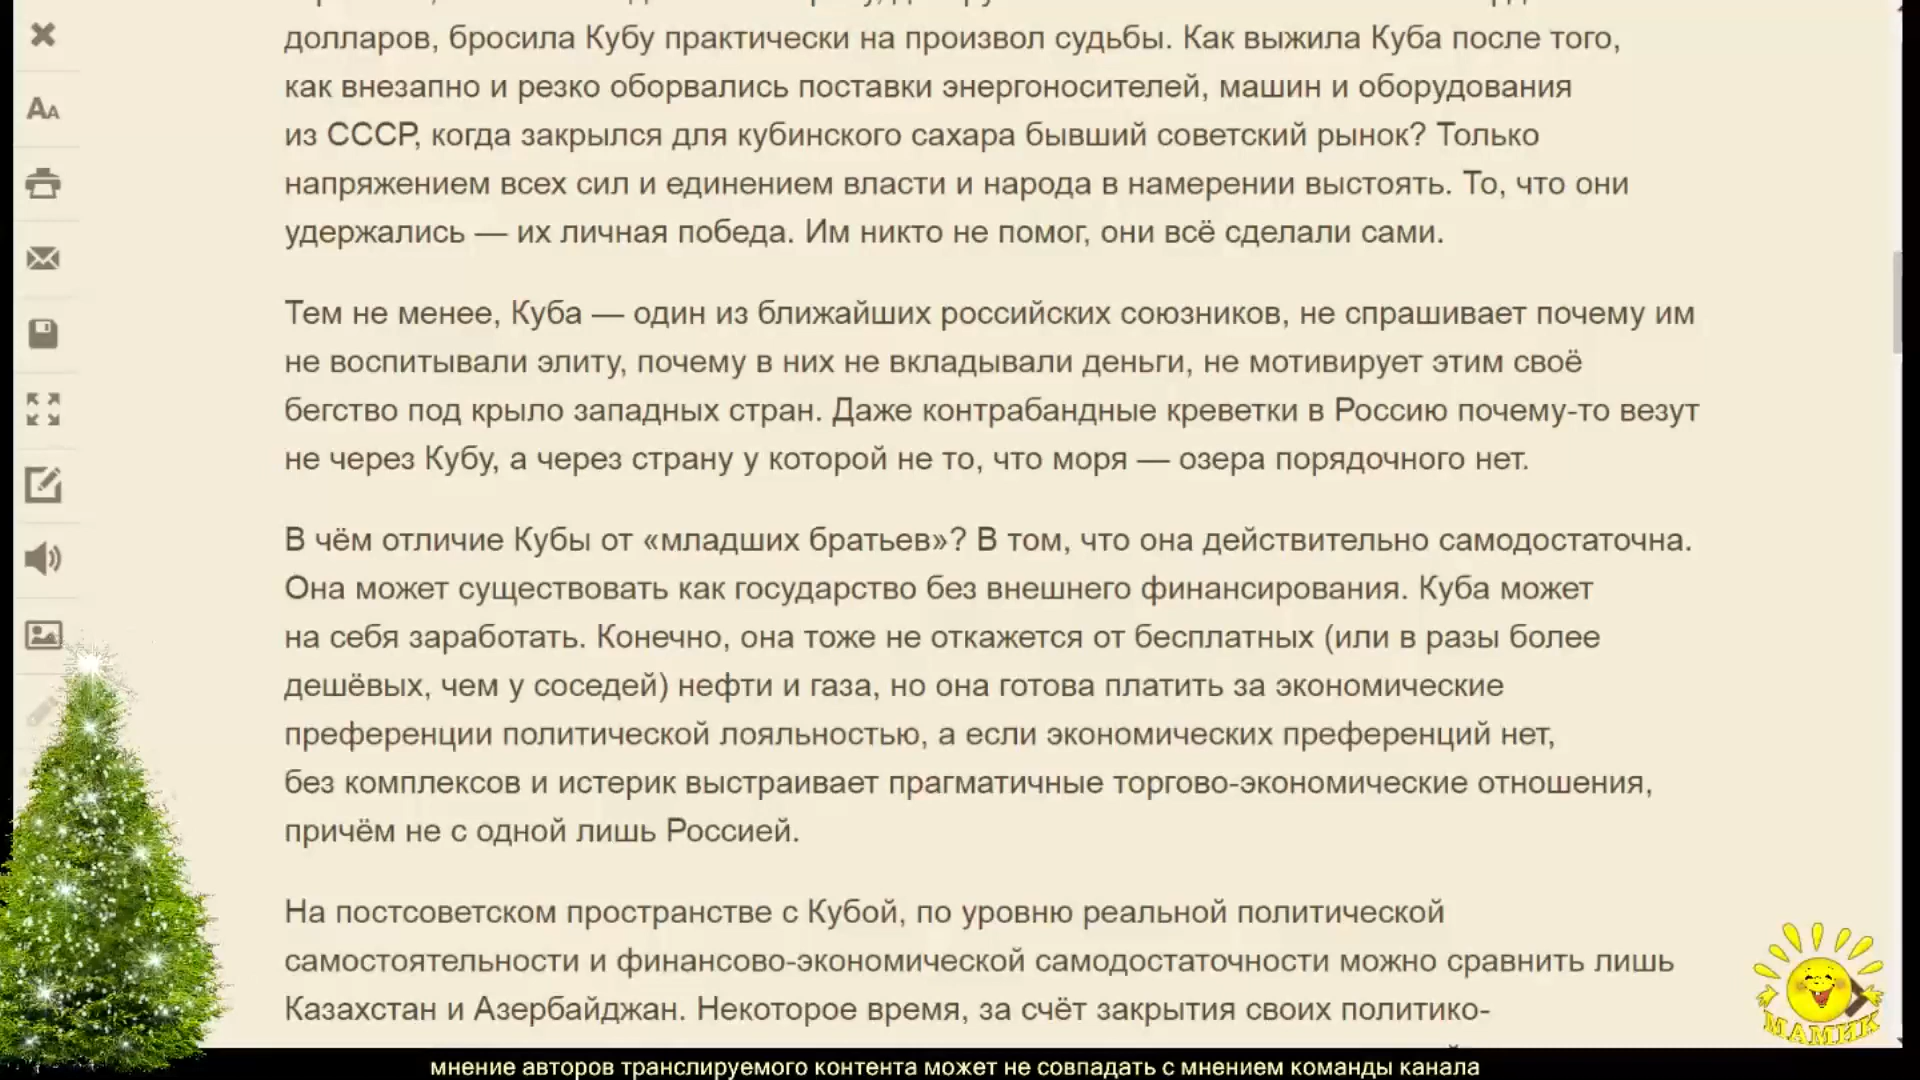 долларов, бросила Кубу практически на произвол судьбы. Как выжила Куба после того,
как внезапно и резко оборвались поставки энергоносителей, машин и оборудования
из СССР, когда закрылся для кубинского сахара бывший советский рынок? Только
напряжением всех сил и единением власти и народа в намерении выстоять. То, что они
удержались — их личная победа. Им никто не помог, они всё сделали сами.
Тем не менее, Куба — один из ближайших российских союзников, не спрашивает почему им
не воспитывали элиту, почему в них не вкладывали деньги, не мотивирует этим своё
бегство под крыло западных стран. Даже контрабандные креветки в Россию почему-то везут
не через Кубу, а через страну у которой не то, что моря — озера порядочного нет.
В чём отличие Кубы от «младших братьев»? В том, что она действительно самодостаточна.
Она может существовать как государство без внешнего финансирования. Куба может
на себя заработать. Конечно, она тоже не откажется от бесплатных (или в разы более
дешёвых, чем у соседей) нефти и газа, но она готова платить за экономические
преференции политической лояльностью, а если экономических преференций нет,
без комплексов и истерик выстраивает прагматичные торгово-экономические отношения,
причём не с одной лишь Россией.
На постсоветском пространстве с Кубой, по уровню реальной политической
самостоятельности и финансово-экономической самодостаточности можно сравнить лишь
Казахстан и Азербайджан. Некоторое время, за счёт закрытия своих политико-
МАМИК
мнение авторов транслируемого контента может не совпадать с мнением команды канала